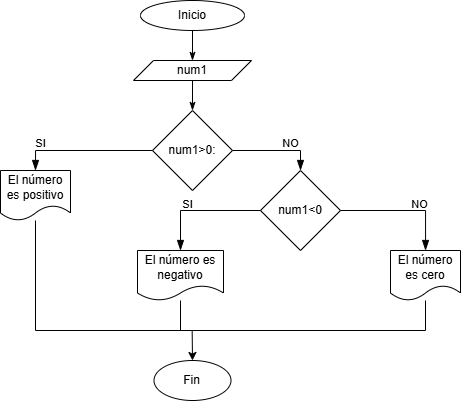 Inicio
num1
num1>0:
SI
NO
El número
es positivo
num1<0
SI
NO
El número es
negativo
El número
es cero
Fin